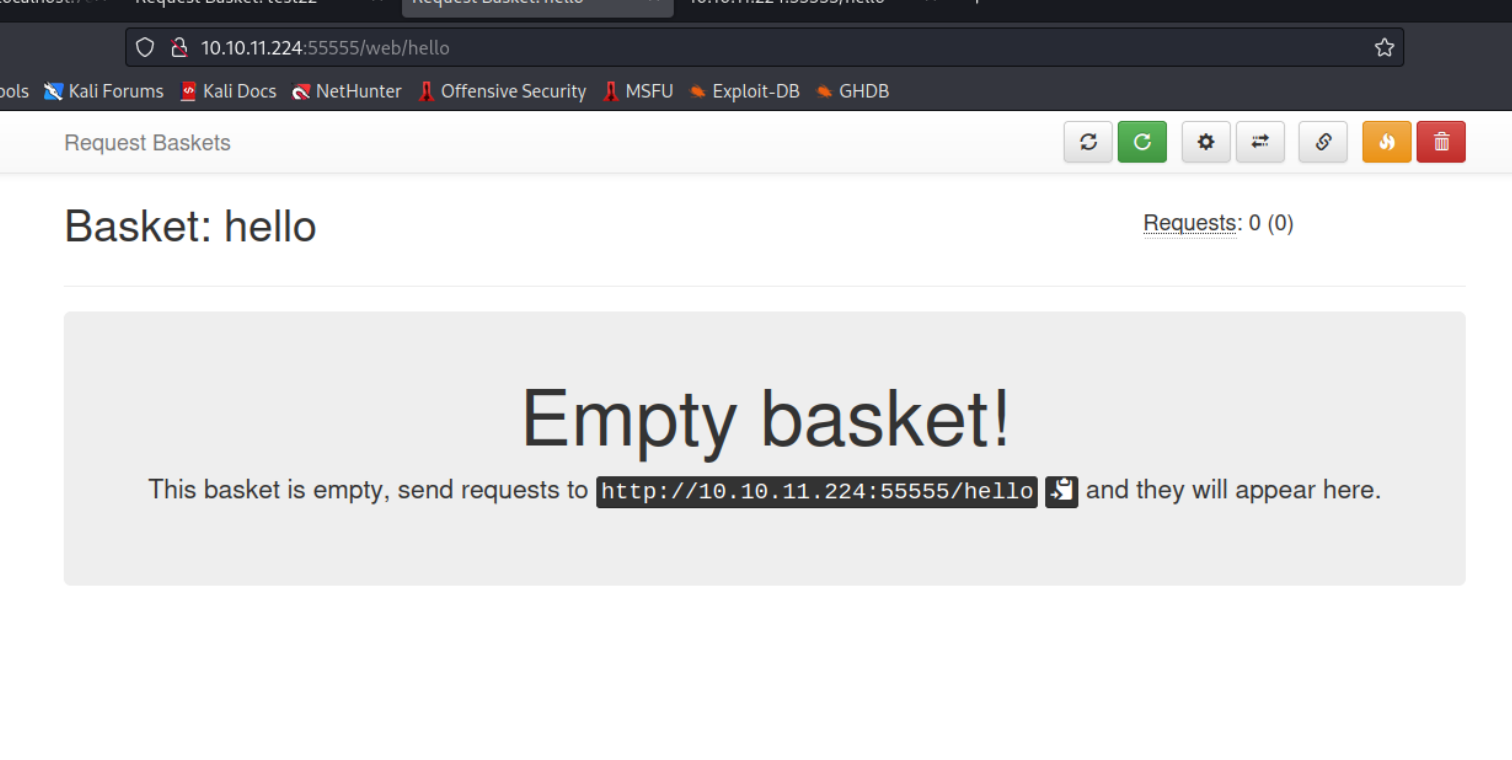 Request Basket: test22
Request Basket: hello
10.10.11.224:55555/hello
10.10.11.224:55555/web/hello
ools Kali Forums Kali Docs NetHunter Offensive Security MSFU Exploit-DB GHDB
Request Baskets
Basket: hello
Requests: 0 (0)
Empty basket!
This basket is empty, send requests to http://10.10.11.224:55555/hello and they will appear here.